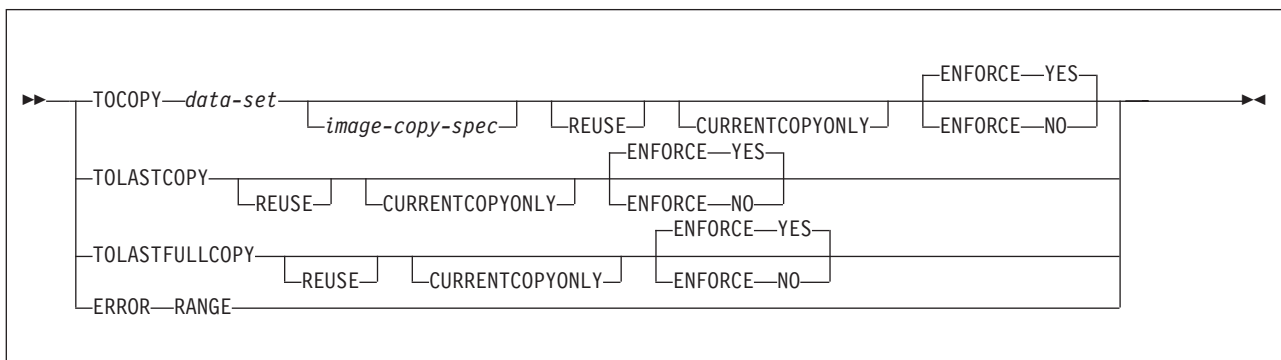 ENFORCE YES
TOCOPY data-set image-copy-spec REUSE CURRENTCOPYONLY ENFORCE NO
ENFORCE YES
TOLASTCOPY REUSE CURRENTCOPYONLY ENFORCE NO
ENFORCE YES
TOLASTFULLCOPY REUSE CURRENTCOPYONLY ENFORCE NO
ERROR RANGE